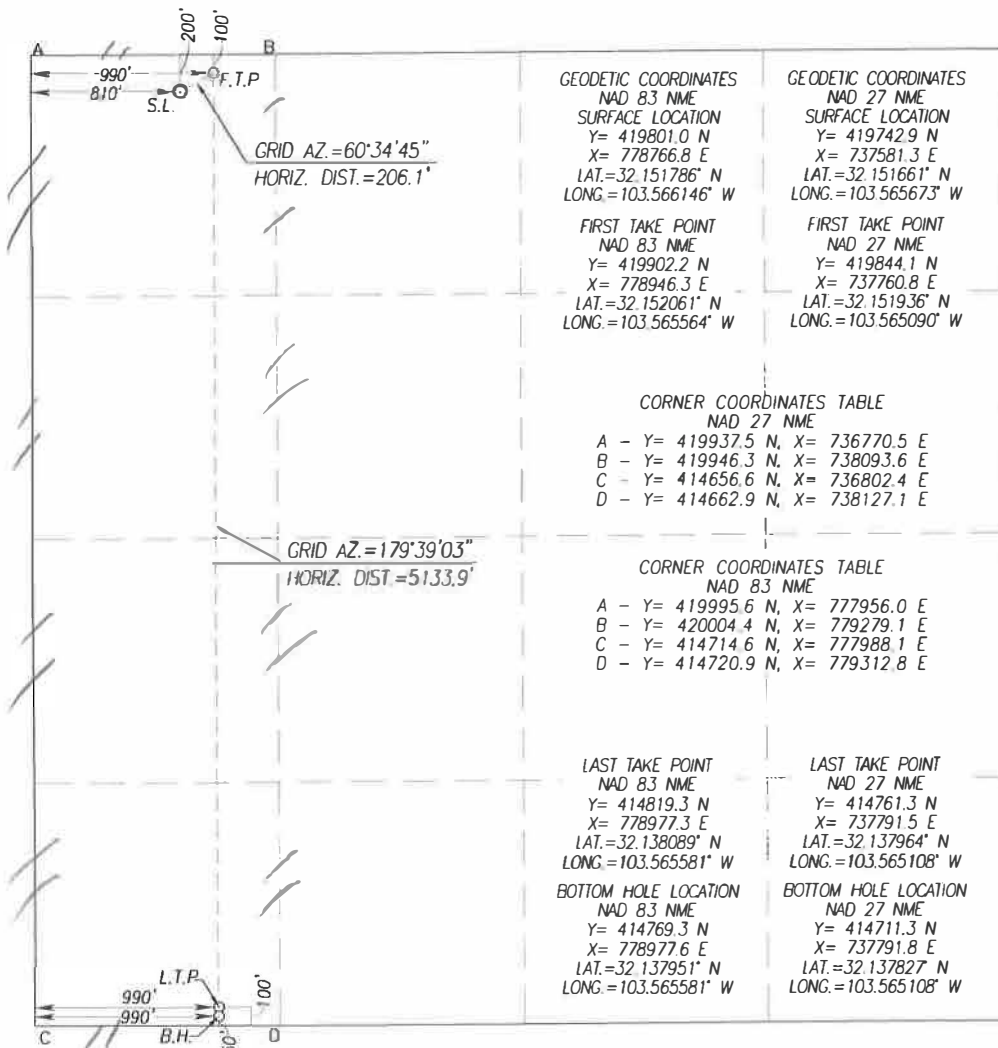 200'
100'
A
B
990'
F.T.P
810'
S.L.
GRID AZ.=60°34'45"
HORIZ. DIST.=206.1'
GEODETIC COORDINATES
NAD 83 NME
SURFACE LOCATION
Y= 419801.0 N
X= 778766.8 E
LAT.=32.151786° N
LONG.=103.566146° W
FIRST TAKE POINT
NAD 83 NME
Y= 419902.2 N
X= 778946.3 E
LAT.=32.152061° N
LONG.=103.565564° W
GEODETIC COORDINATES
NAD 27 NME
SURFACE LOCATION
Y= 419742.9 N
X= 737581.3 E
LAT.=32.151661° N
LONG.=103.565673° W
FIRST TAKE POINT
NAD 27 NME
Y= 419844.1 N
X= 737760.8 E
LAT.=32.151936° N
LONG.=103.565090° W
CORNER COORDINATES TABLE
NAD 27 NME
A - Y= 419937.5 N, X= 736770.5 E
B - Y= 419946.3 N, X= 738093.6 E
C - Y= 414656.6 N, X= 736802.4 E
D - Y= 414662.9 N, X= 738127.1 E
GRID AZ.=179°39'03"
HORIZ. DIST.=5133.9'
CORNER COORDINATES TABLE
NAD 83 NME
A - Y= 419995.6 N, X= 777956.0 E
B - Y= 420004.4 N, X= 779279.1 E
C - Y= 414714.6 N, X= 777988.1 E
D - Y= 414720.9 N, X= 779312.8 E
LAST TAKE POINT
NAD 83 NME
Y= 414819.3 N
X= 778977.3 E
LAT.=32.138089° N
LONG.=103.565581° W
BOTTOM HOLE LOCATION
NAD 83 NME
Y= 414769.3 N
X= 778977.6 E
LAT.=32.137951° N
LONG.=103.565581° W
LAST TAKE POINT
NAD 27 NME
Y= 414761.3 N
X= 737791.5 E
LAT.=32.137964° N
LONG.=103.565108° W
BOTTOM HOLE LOCATION
NAD 27 NME
Y= 414711.3 N
X= 737791.8 E
LAT.=32.137827° N
LONG.=103.565108° W
L.T.P.
990'
990'
100'
C
B.H.
D